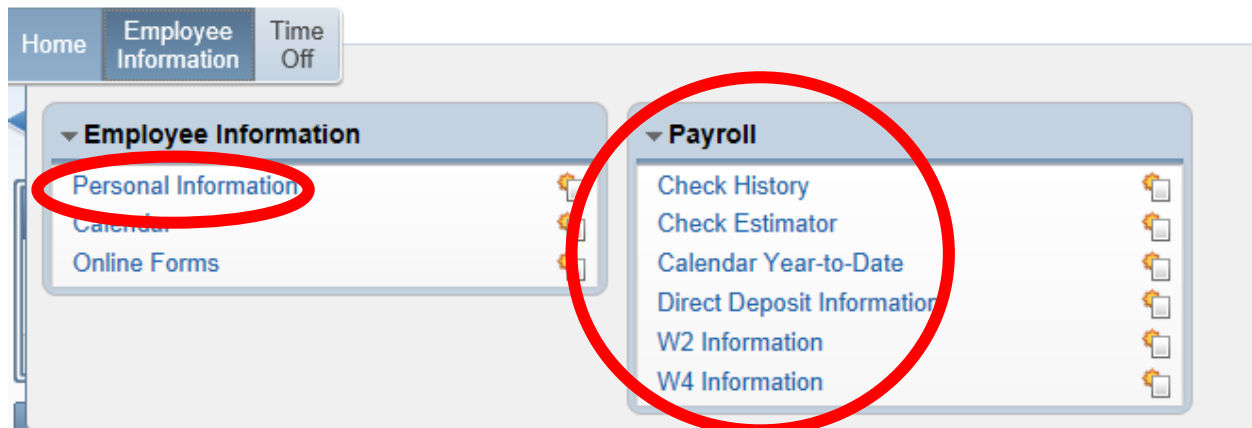 Home
Employee
Information
Time
Off
Employee Information
Personal Information
Calendar
Online Forms
Payroll
Check History
Check Estimator
Calendar Year-to-Date
Direct Deposit Information
W2 Information
W4 Information